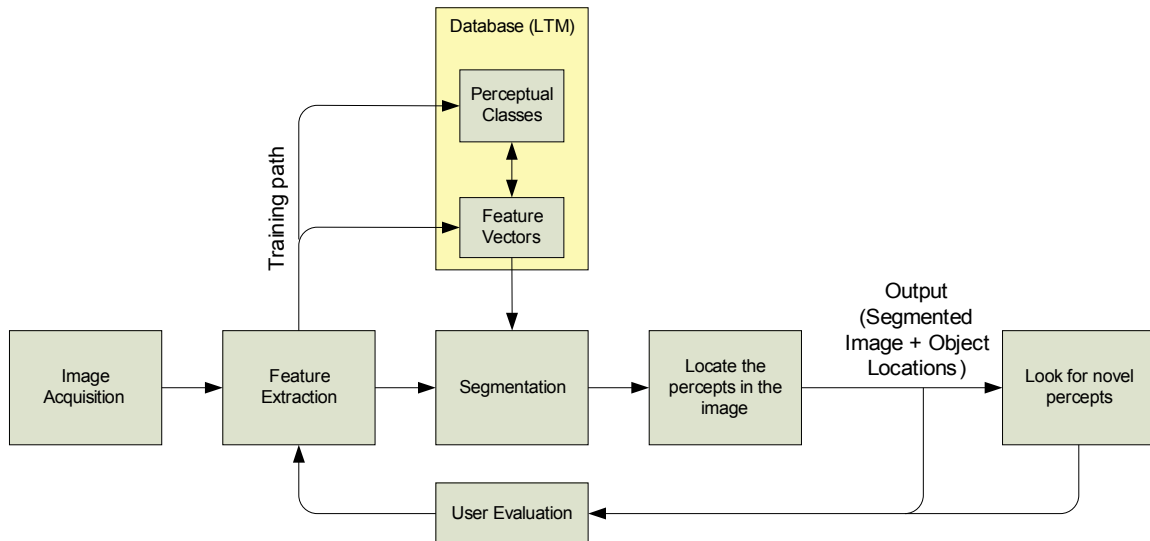 Database (LTM)
Perceptual
Classes
Training path
Feature
Vectors
Output
(Segmented
Image + Object
Locations)
Image
Acquisition
Feature
Extraction
Segmentation
Locate the
percepts in the
image
Look for novel
percepts
User Evaluation